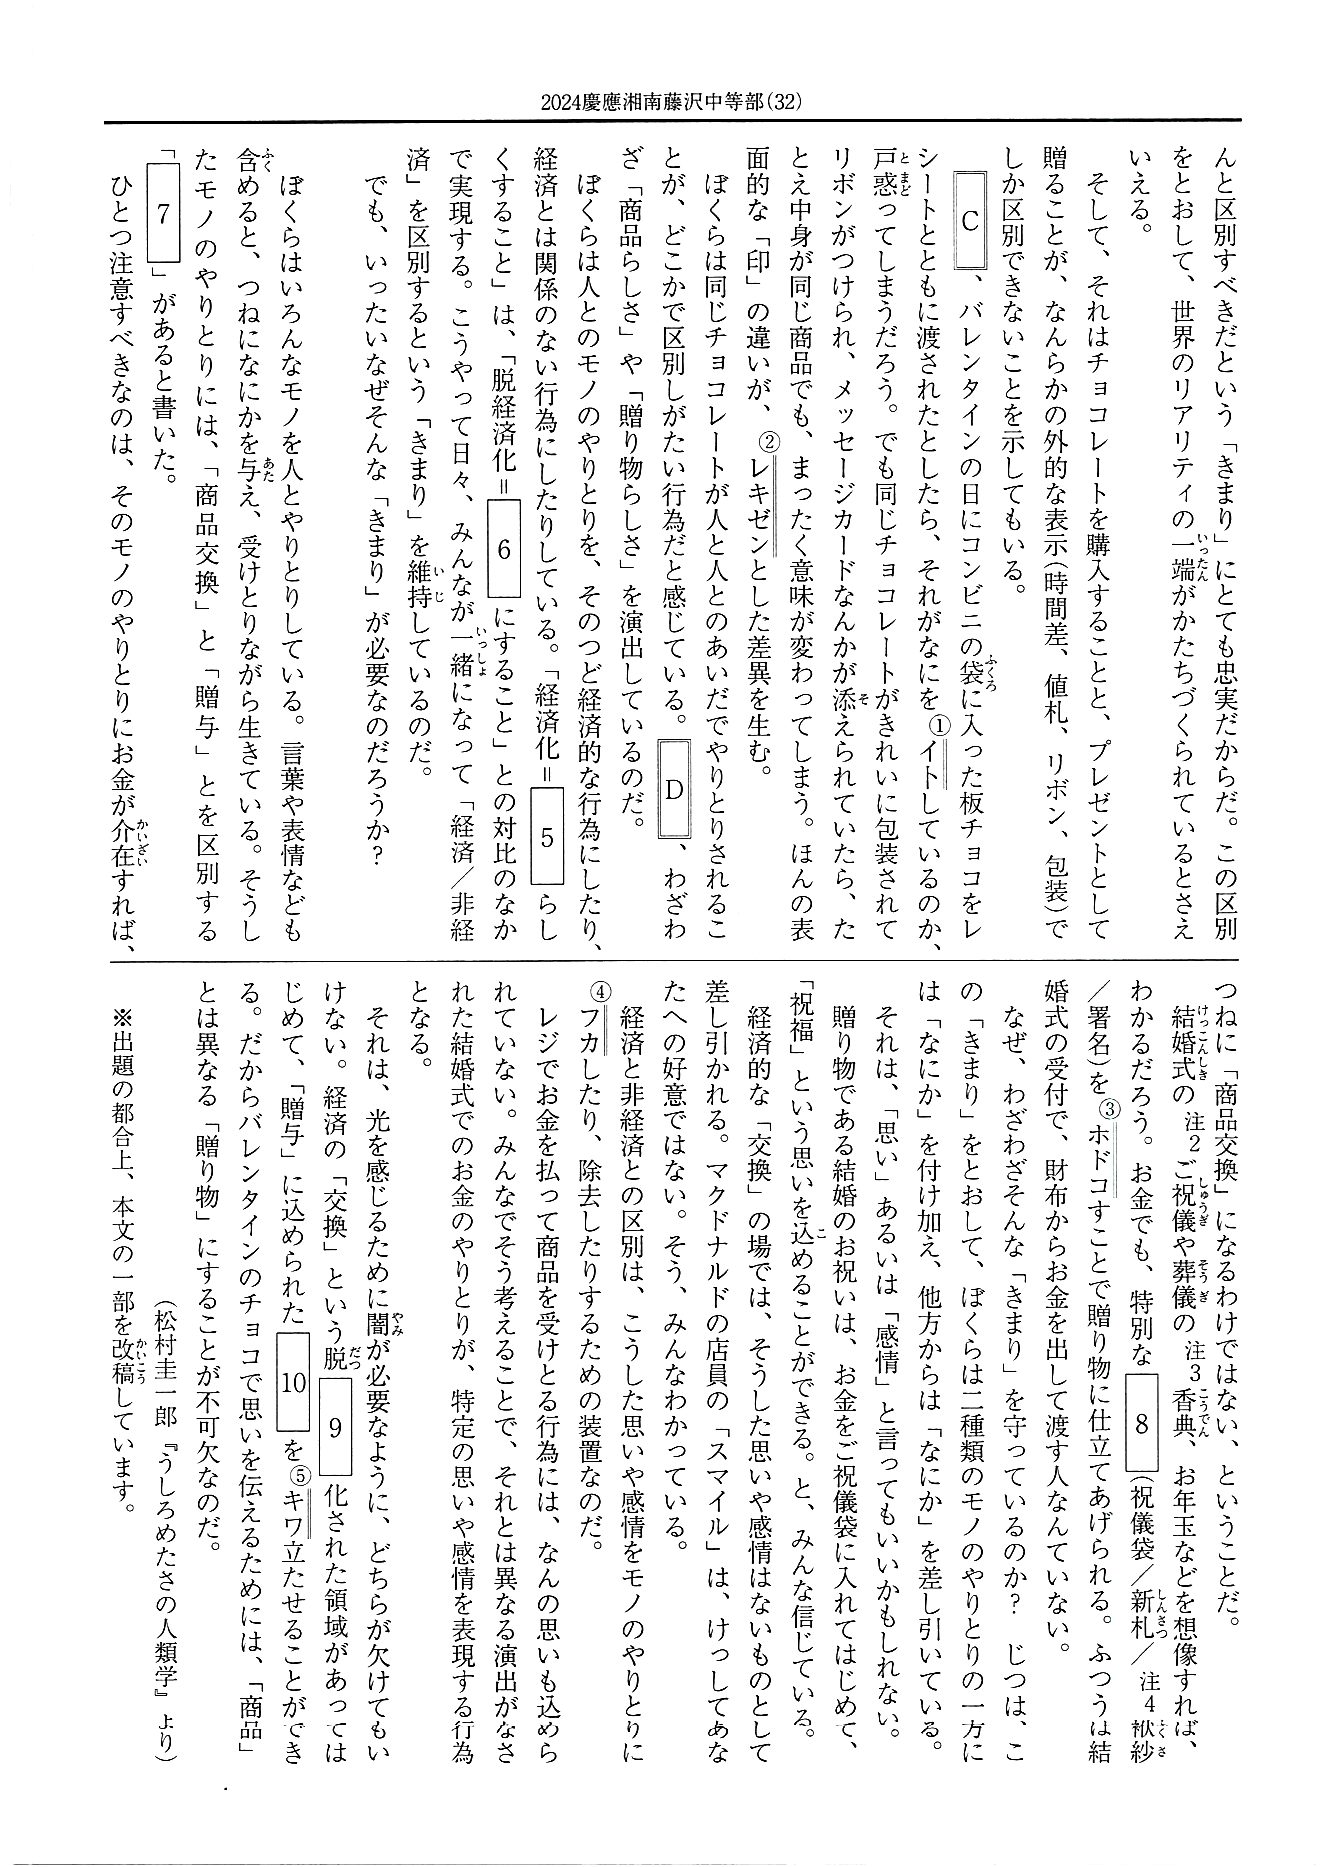 2024慶應湘南藤沢中等部(32)
んと区別すべきだという「きまり」にとても忠実だからだ。この区別
をとおして、世界のリアリティの一端がかたちづくられているとさえ
いえる。
そして、それはチョコレートを購入することと、プレゼントとして
贈ることが、なんらかの外的な表示(時間差、値札、リボン、包装)で
しか区別できないことを示してもいる。
C、バレンタインの日にコンビニの袋に入った板チョコをレ
シートとともに渡されたとしたら、それがなにを①イトしているのか、
戸惑ってしまうだろう。でも同じチョコレートがきれいに包装されて
リボンがつけられ、メッセージカードなんかが添えられていたら、た
とえ中身が同じ商品でも、まったく意味が変わってしまう。ほんの表
面的な「印」の違いが、②レキゼンとした差異を生む。
ぼくらは同じチョコレートが人と人とのあいだでやりとりされるこ
とが、どこかで区別しがたい行為だと感じている。D、わざわ
ざ「商品らしさ」や「贈り物らしさ」を演出しているのだ。
ぼくらは人とのモノのやりとりを、そのつど経済的な行為にしたり、
経済とは関係のない行為にしたりしている。「経済化=5らし
くすること」は、「脱経済化=6にすること」との対比のなか
で実現する。こうやって日々、みんなが一緒になって「経済/非経
済」を区別するという「きまり」を維持しているのだ。
でも、いったいなぜそんな「きまり」が必要なのだろうか?
ぼくらはいろんなモノを人とやりとりしている。言葉や表情なども
含めると、つねになにかを与え、受けとりながら生きている。そうし
たモノのやりとりには、「商品交換」と「贈与」とを区別する
「7」があると書いた。
ひとつ注意すべきなのは、そのモノのやりとりにお金が介在すれば、
つねに「商品交換」になるわけではない、ということだ。
結婚式の注2ご祝儀や葬儀の注3香典、お年玉などを想像すれば、
わかるだろう。お金でも、特別な8(祝儀袋/新札/注4袱紗
/署名)を③ホドコすことで贈り物に仕立てあげられる。ふつうは結
婚式の受付で、財布からお金を出して渡す人なんていない。
なぜ、わざわざそんな「きまり」を守っているのか? じつは、こ
の「きまり」をとおして、ぼくらは二種類のモノのやりとりの一方に
は「なにか」を付け加え、他方からは「なにか」を差し引いている。
それは、「思い」あるいは「感情」と言ってもいいかもしれない。
贈り物である結婚のお祝いは、お金をご祝儀袋に入れてはじめて、
「祝福」という思いを込めることができる。と、みんな信じている。
経済的な「交換」の場では、そうした思いや感情はないものとして
差し引かれる。マクドナルドの店員の「スマイル」は、けっしてあな
たへの好意ではない。そう、みんなわかっている。
経済と非経済との区別は、こうした思いや感情をモノのやりとりに
④フカしたり、除去したりするための装置なのだ。
レジでお金を払って商品を受けとる行為には、なんの思いも込めら
れていない。みんなでそう考えることで、それとは異なる演出がなさ
れた結婚式でのお金のやりとりが、特定の思いや感情を表現する行為
となる。
それは、光を感じるために闇が必要なように、どちらが欠けてもい
けない。経済の「交換」という脱9化された領域があっては
じめて、「贈与」に込められた10を⑤キワ立たせることができ
る。だからバレンタインのチョコで思いを伝えるためには、「商品」
とは異なる「贈り物」にすることが不可欠なのだ。
(松村圭一郎『うしろめたさの人類学』より)
※出題の都合上、本文の一部を改稿しています。